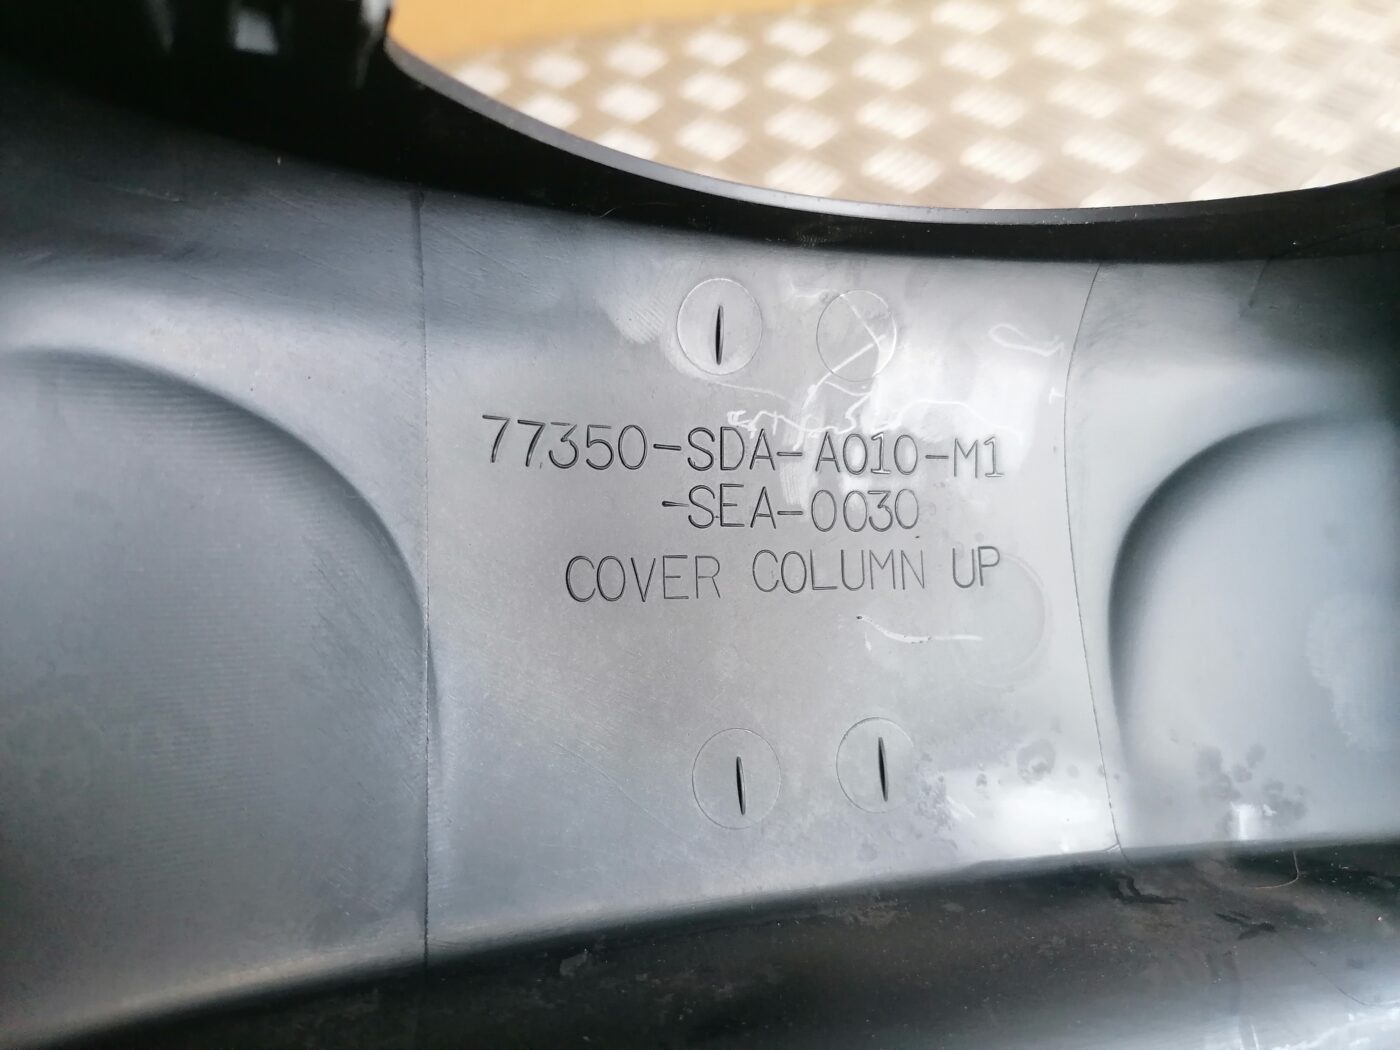 77350-SDA-A010-M1
-SEA-0030
COVER COLUMN UP